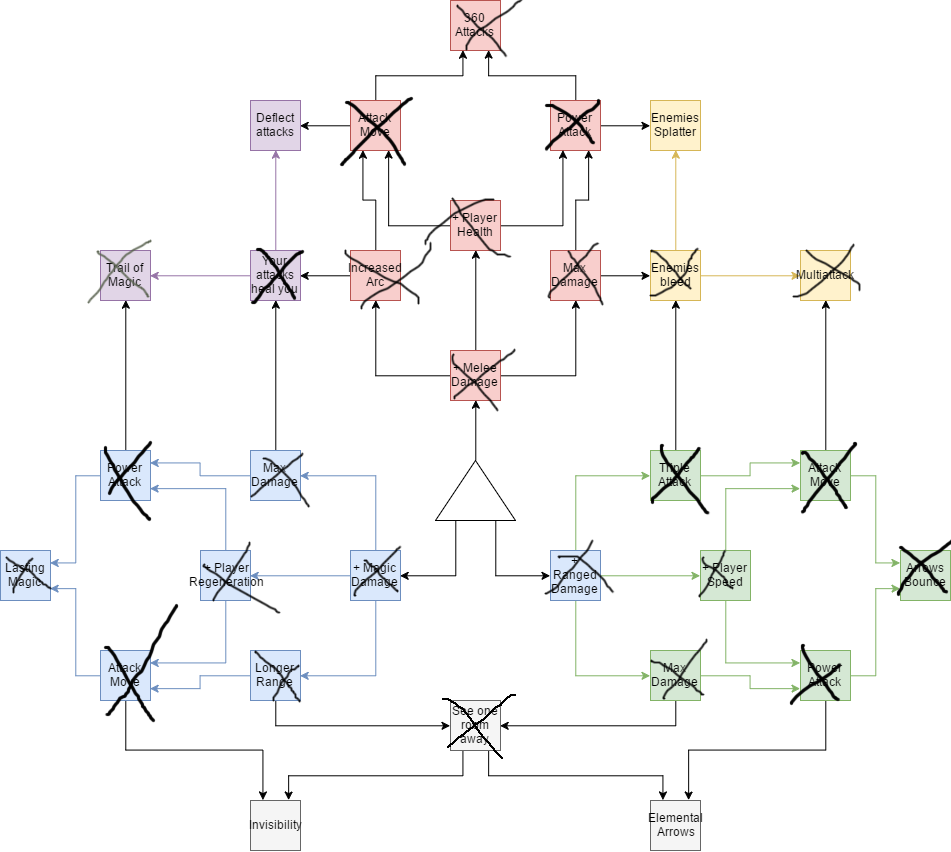 360
Attacks
Deflect
attacks
Attack
Move
Power
Attack
Enemies
Splatter
+ Player
Health
Trail of
Magic
Your
attacks
heal you
Increased
Arc
Max
Damage
Enemies
bleed
Multiattack
+ Melee
Damage
Power
Attack
Max
Damage
Triple
Attack
Attack
Move
Lasting
Magic
+ Player
Regeneration
+ Magic
Damage
+
Ranged
Damage
+ Player
Speed
Arrows
Bounce
Attack
Move
Longer
Range
Max
Damage
Power
Attack
See one
room
away
Invisibility
Elemental
Arrows